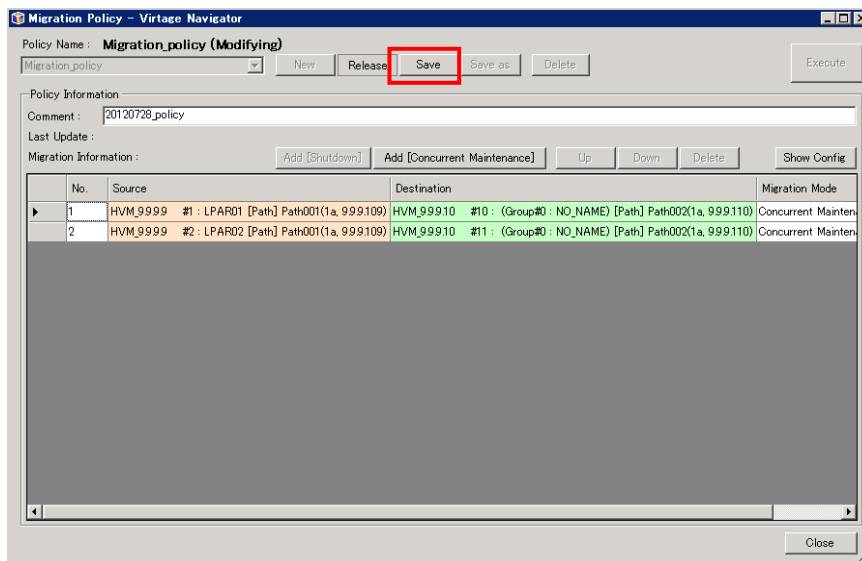 Migration Policy - Virtage Navigator
Policy Name : Migration_policy (Modifying)
Migration_policy New Release Save Save as Delete Execute
Policy Information
Comment : 20120728_policy
Last Update :
Migration Information : Add [Shutdown] Add [Concurrent Maintenance] Up Down Delete Show Config
No. Source Destination Migration Mode
1 HVM_9.9.9.9 #1 : LPAR01 [Path] Path001(1a, 9.9.9.109) HVM_9.9.9.10 #10 : (Group#0 : NO_NAME) [Path] Path002(1a, 9.9.9.110) Concurrent Mainten
2 HVM_9.9.9.9 #2 : LPAR02 [Path] Path001(1a, 9.9.9.109) HVM_9.9.9.10 #11 : (Group#0 : NO_NAME) [Path] Path002(1a, 9.9.9.110) Concurrent Mainten
Close